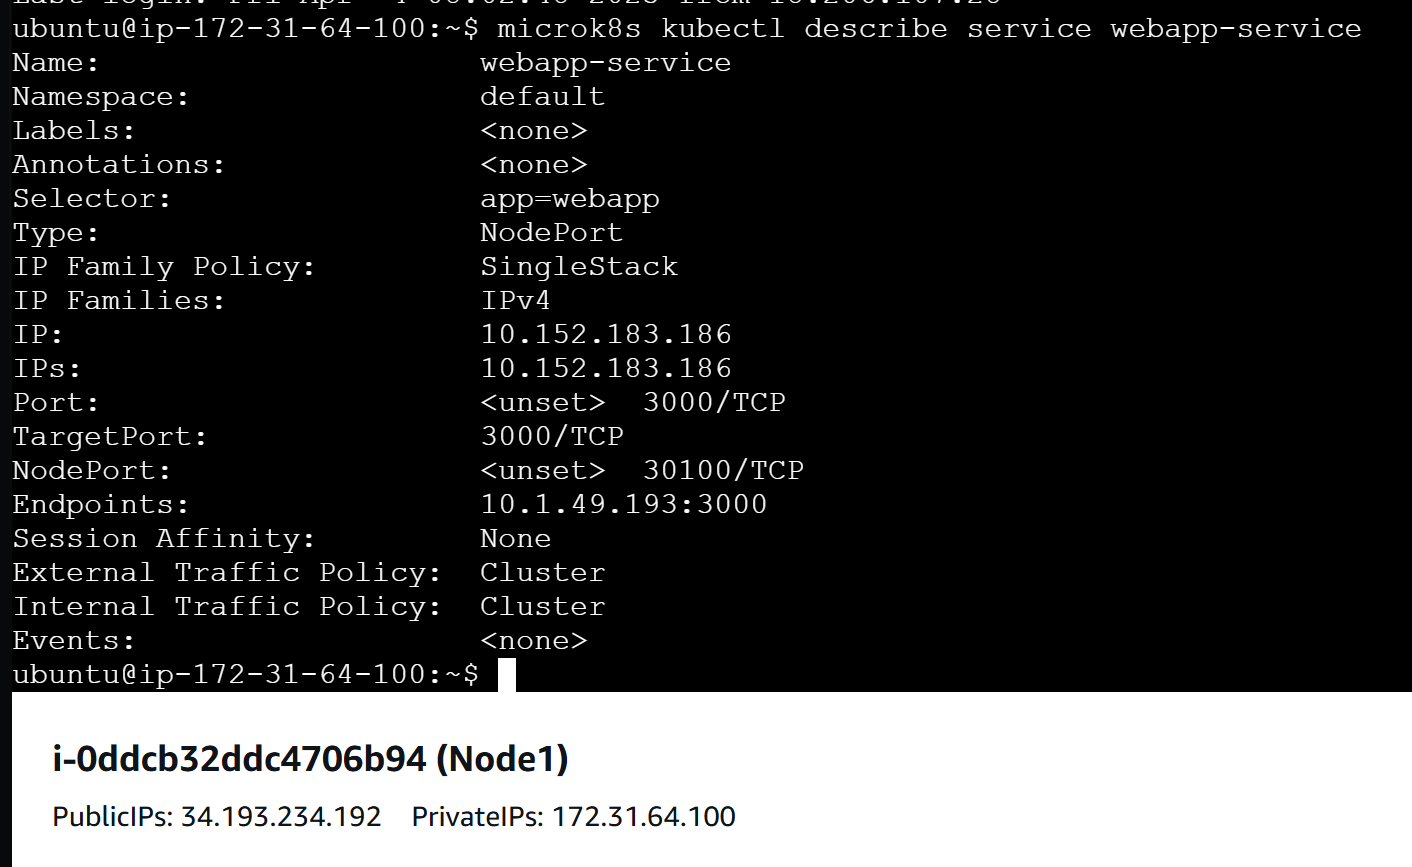 ubuntu@ip-172-31-64-100:~$ microk8s kubectl describe service webapp-service
Name: webapp-service
Namespace: default
Labels: <none>
Annotations: <none>
Selector: app=webapp
Type: NodePort
IP Family Policy: SingleStack
IP Families: IPv4
IP: 10.152.183.186
IPs: 10.152.183.186
Port: <unset> 3000/TCP
TargetPort: 3000/TCP
NodePort: <unset> 30100/TCP
Endpoints: 10.1.49.193:3000
Session Affinity: None
External Traffic Policy: Cluster
Internal Traffic Policy: Cluster
Events: <none>
ubuntu@ip-172-31-64-100:~$
i-0ddcb32ddc4706b94 (Node1)
PublicIPs: 34.193.234.192 PrivateIPs: 172.31.64.100